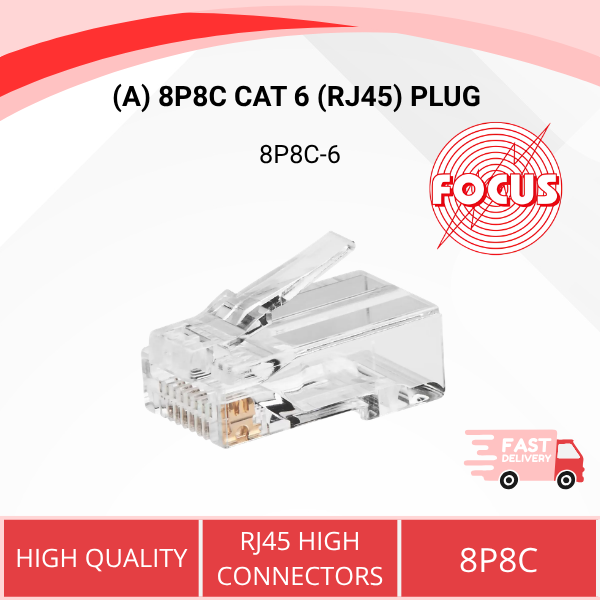 (A) 8P8C CAT 6 (RJ45) PLUG
8P8C-6
FOCUS
FAST
DELIVERY
HIGH QUALITY
RJ45 HIGH
CONNECTORS
8P8C